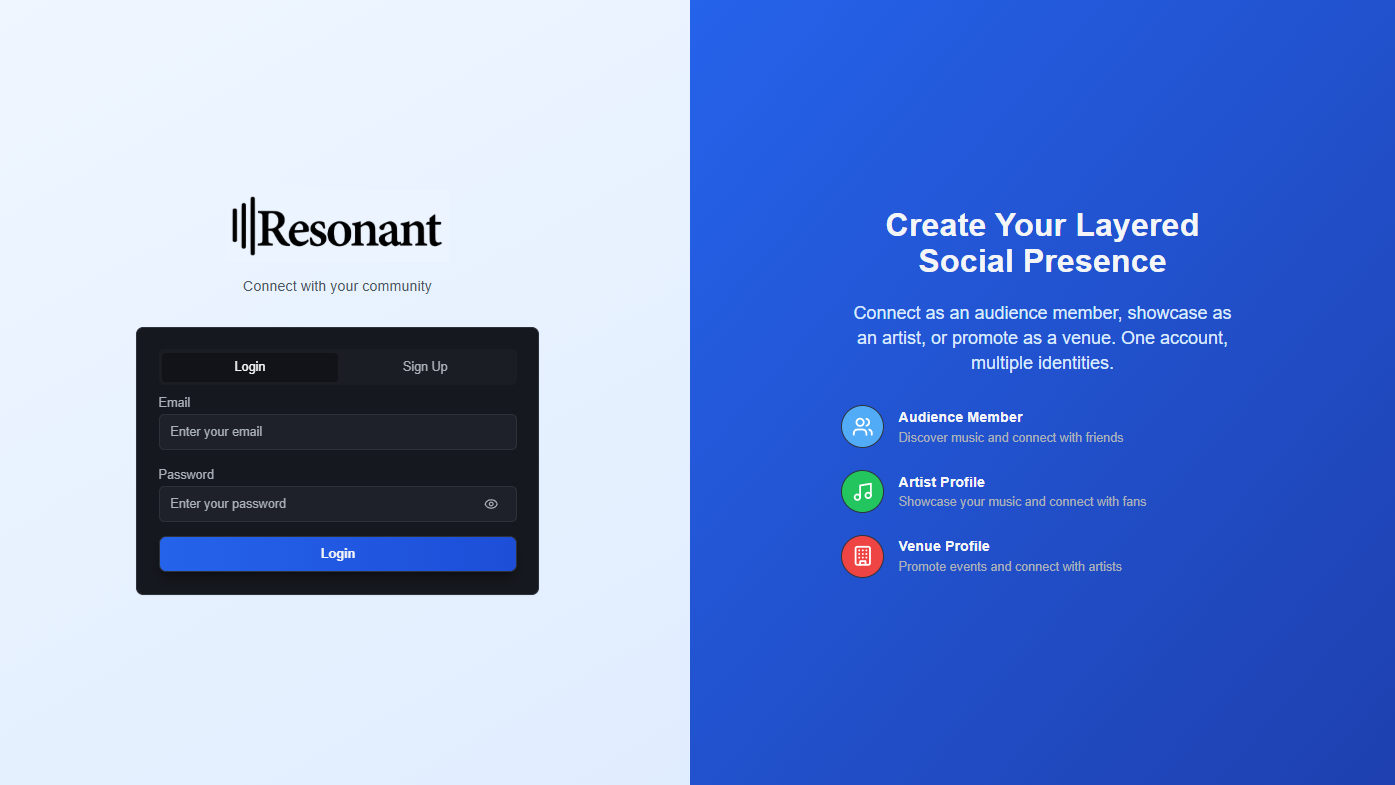 Resonant
Connect with your community
Login
Sign Up
Email
Enter your email
Password
Enter your password
Login
Create Your Layered
Social Presence
Connect as an audience member, showcase as
an artist, or promote as a venue. One account,
multiple identities.
Audience Member
Discover music and connect with friends
Artist Profile
Showcase your music and connect with fans
Venue Profile
Promote events and connect with artists